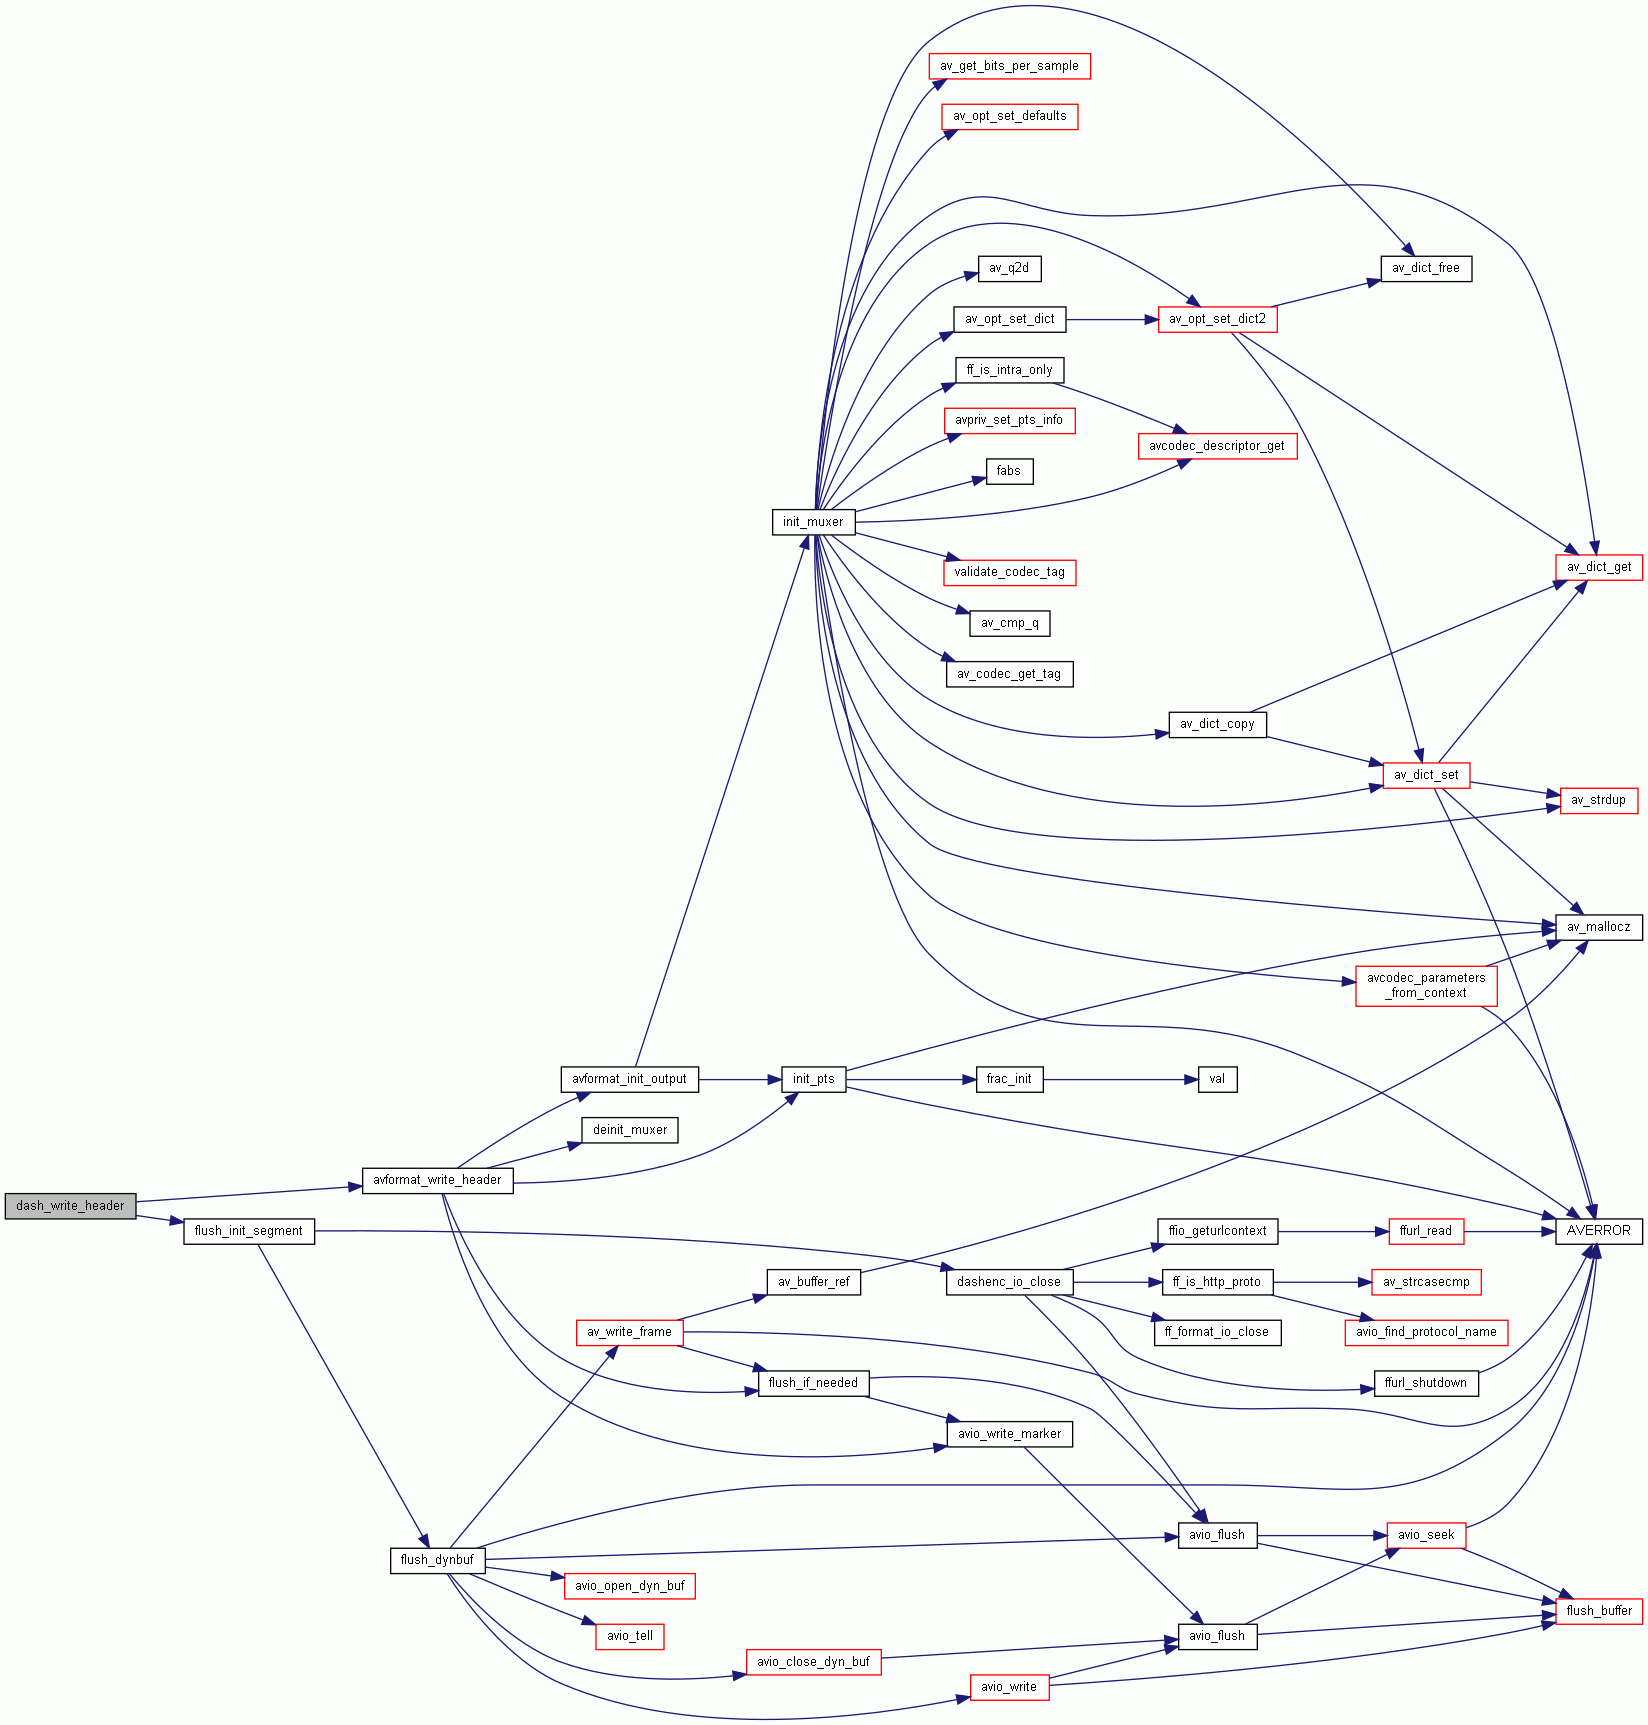 av_get_bits_per_sample
av_opt_set_defaults
av_q2d
av_dict_free
av_opt_set_dict
av_opt_set_dict2
ff_is_intra_only
avpriv_set_pts_info
avcodec_descriptor_get
fabs
init_muxer
validate_codec_tag
av_dict_get
av_cmp_q
av_codec_get_tag
av_dict_copy
av_dict_set
av_strdup
av_mallocz
avcodec_parameters
_from_context
avformat_init_output
init_pts
frac_init
val
deinit_muxer
avformat_write_header
dash_write_header
flush_init_segment
ffio_geturlcontext
ffurl_read
AVERROR
av_buffer_ref
dashenc_io_close
ff_is_http_proto
av_strcasecmp
av_write_frame
ff_format_io_close
avio_find_protocol_name
flush_if_needed
ffurl_shutdown
avio_write_marker
avio_flush
avio_seek
flush_dynbuf
avio_open_dyn_buf
flush_buffer
avio_tell
avio_flush
avio_close_dyn_buf
avio_write